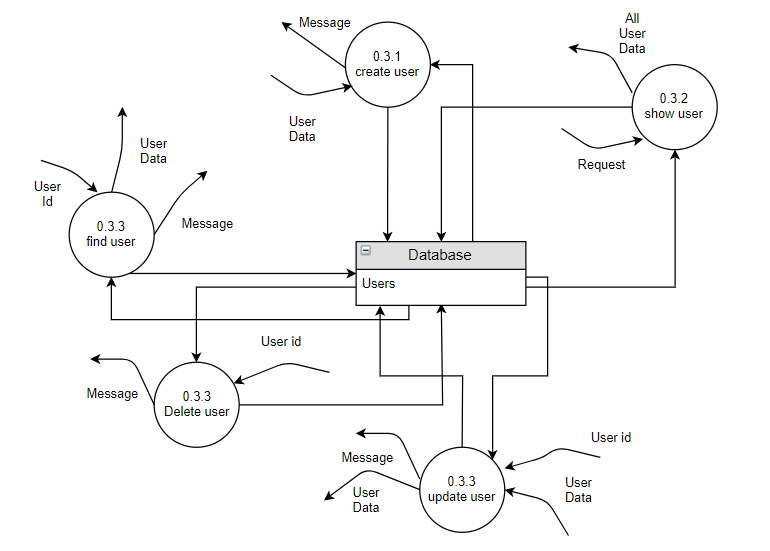 Message
0.3.1
create user
User
Data
All
User
Data
0.3.2
show user
Request
User
Data
User
Id
0.3.3
find user
Message
Database
Users
User id
Message
0.3.3
Delete user
Message
User
Data
0.3.3
update user
User id
User
Data